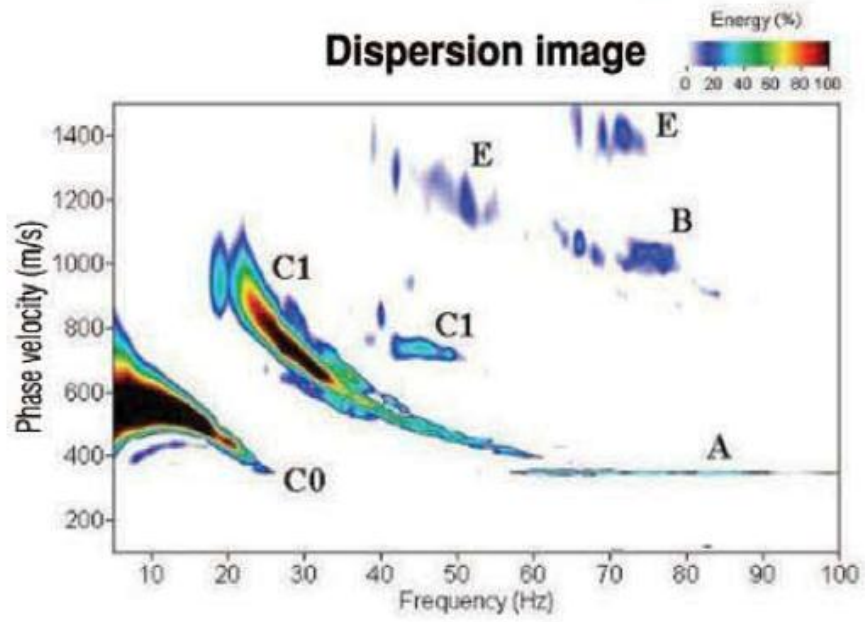 Energy (%)
Dispersion image
0 20 40 60 80 100
1400
1200
1000
800
600
400
200
Phase velocity (m/s)
E
E
B
C1
C1
A
C0
10 20 30 40 50 60 70 80 90 100
Frequency (Hz)